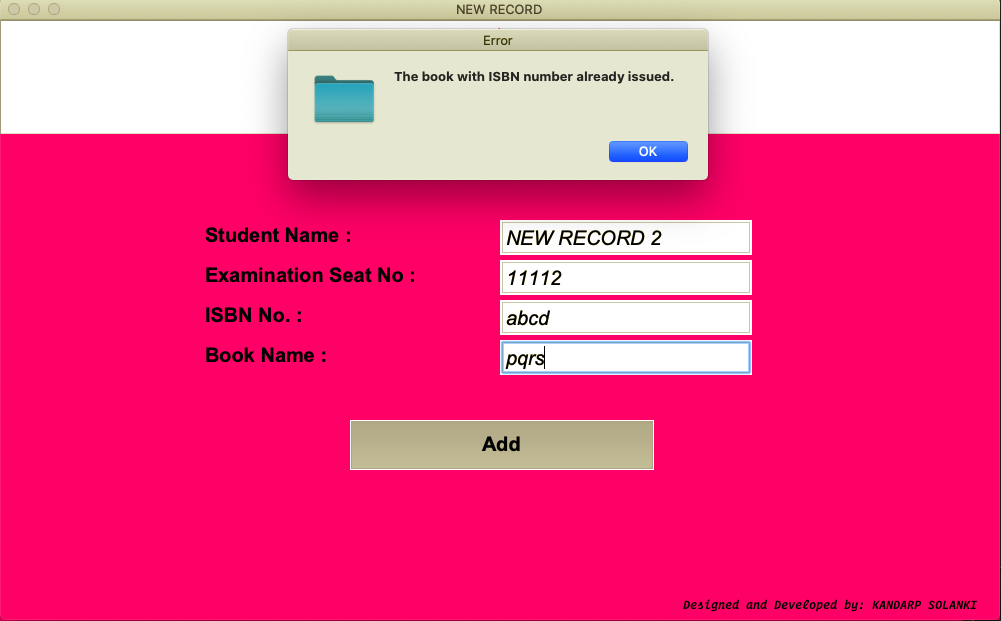 NEW RECORD
Error
The book with ISBN number already issued.
OK
Student Name : NEW RECORD 2
Examination Seat No : 11112
ISBN No. : abcd
Book Name : pqrs
Add
Designed and Developed by: KANDARP SOLANKI